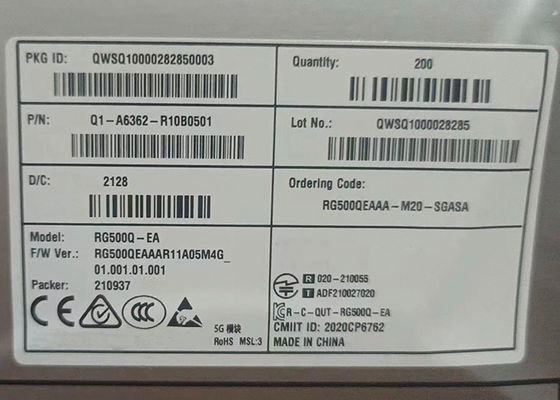 PKG ID: QWSQ10000282850003
Quantity: 200
P/N: Q1-A6362-R10B0501
Lot No.: QWSQ1000028285
D/C: 2128
Ordering Code:
RG500QEAAA-M20-SGASA
Model: RG500Q-EA
F/W Ver.: RG500QEAAAR11A05M4G_
01.001.01.001
Packer: 210937
CE CCC
5G 模块
RoHS MSL:3
R 020-210055
T ADF210027020
R-C-QUT-RG500Q-EA
CMIIT ID: 2020CP6762
MADE IN CHINA